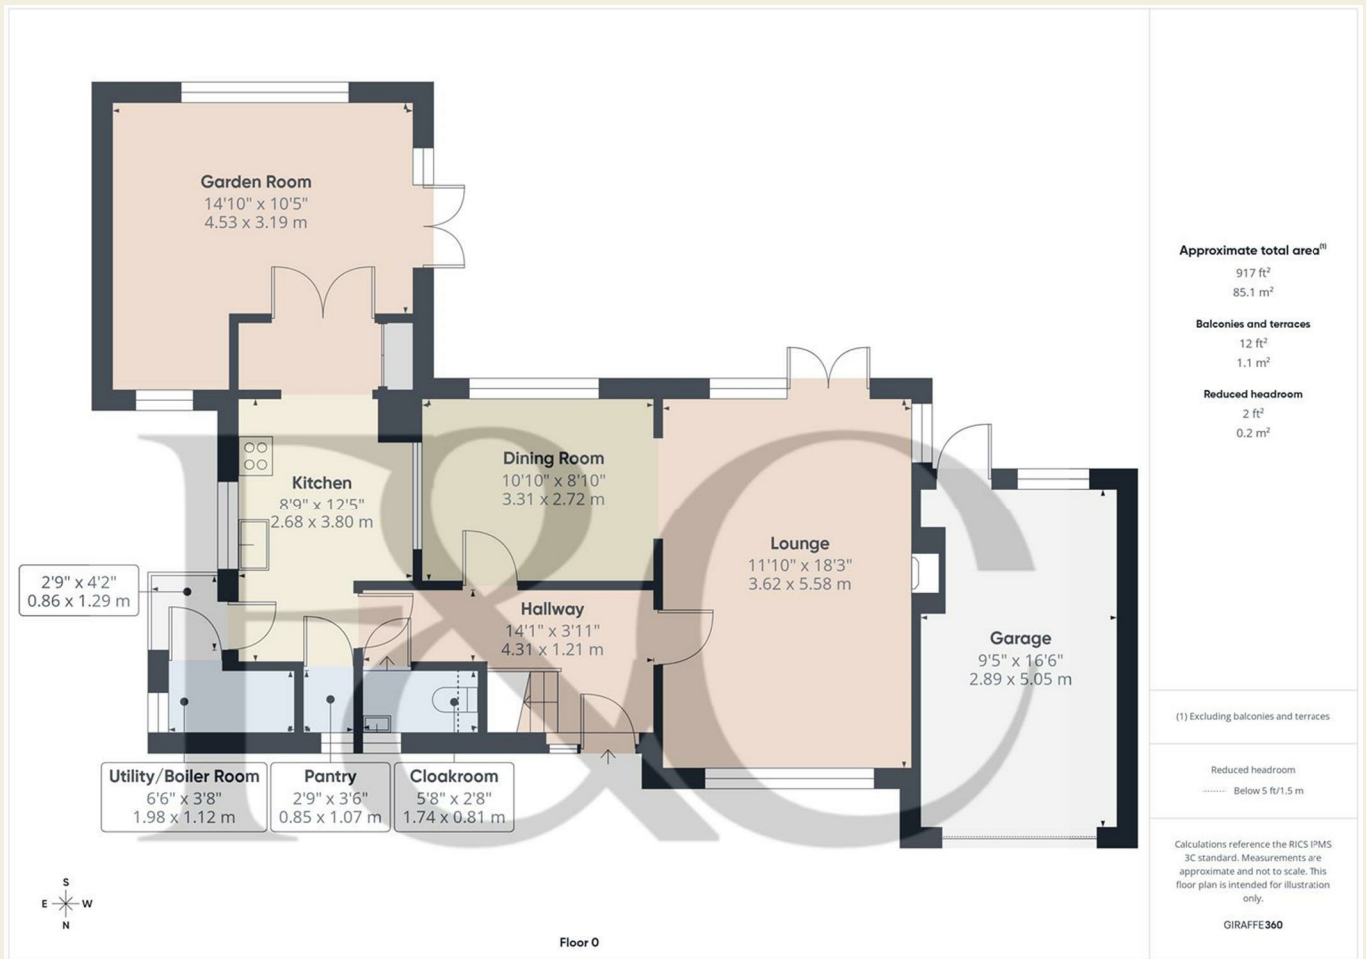 Garden Room
14'10" x 10'5"
4.53 x 3.19 m
Kitchen
8'9" x 12'5"
2.68 x 3.80 m
Dining Room
10'10" x 8'10"
3.31 x 2.72 m
Lounge
11'10" x 18'3"
3.62 x 5.58 m
2'9" x 4'2"
0.86 x 1.29 m
Hallway
14'1" x 3'11"
4.31 x 1.21 m
Garage
9'5" x 16'6"
2.89 x 5.05 m
Utility/Boiler Room
6'6" x 3'8"
1.98 x 1.12 m
Pantry
2'9" x 3'6"
0.85 x 1.07 m
Cloakroom
5'8" x 2'8"
1.74 x 0.81 m
F&C
S
E W
N
Floor 0
Approximate total area(1)
917 ft²
85.1 m²
Balconies and terraces
12 ft²
1.1 m²
Reduced headroom
2 ft²
0.2 m²
(1) Excluding balconies and terraces
Reduced headroom
Below 5 ft/1.5 m
Calculations reference the RICS IPMS
3C standard. Measurements are
approximate and not to scale. This
floor plan is intended for illustration
only.
GIRAFFE360